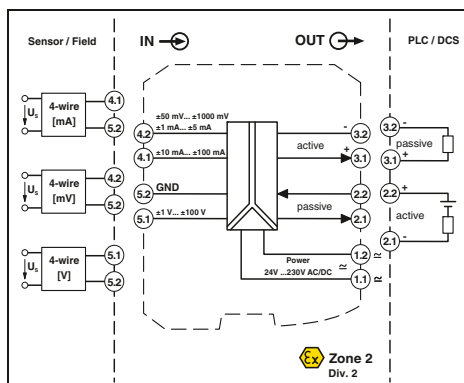 Sensor / Field
IN
OUT
PLC / DCS
Us
4-wire
[mA]
4.1
5.2
Us
4-wire
[mV]
4.2
5.2
Us
4-wire
[V]
5.1
5.2
±50 mV... ±1000 mV
±1 mA... ±5 mA
4.2
±10 mA... ±100 mA
4.1
GND
5.2
±1 V... ±100 V
5.1
- 3.2
active
+ 3.1
2.2
passive
2.1
Power
1.2 ≂
24V ...230V AC/DC ≂
1.1 ≂
3.2 -
passive
3.1 +
2.2 +
active
2.1 -
Ex Zone 2
Div. 2